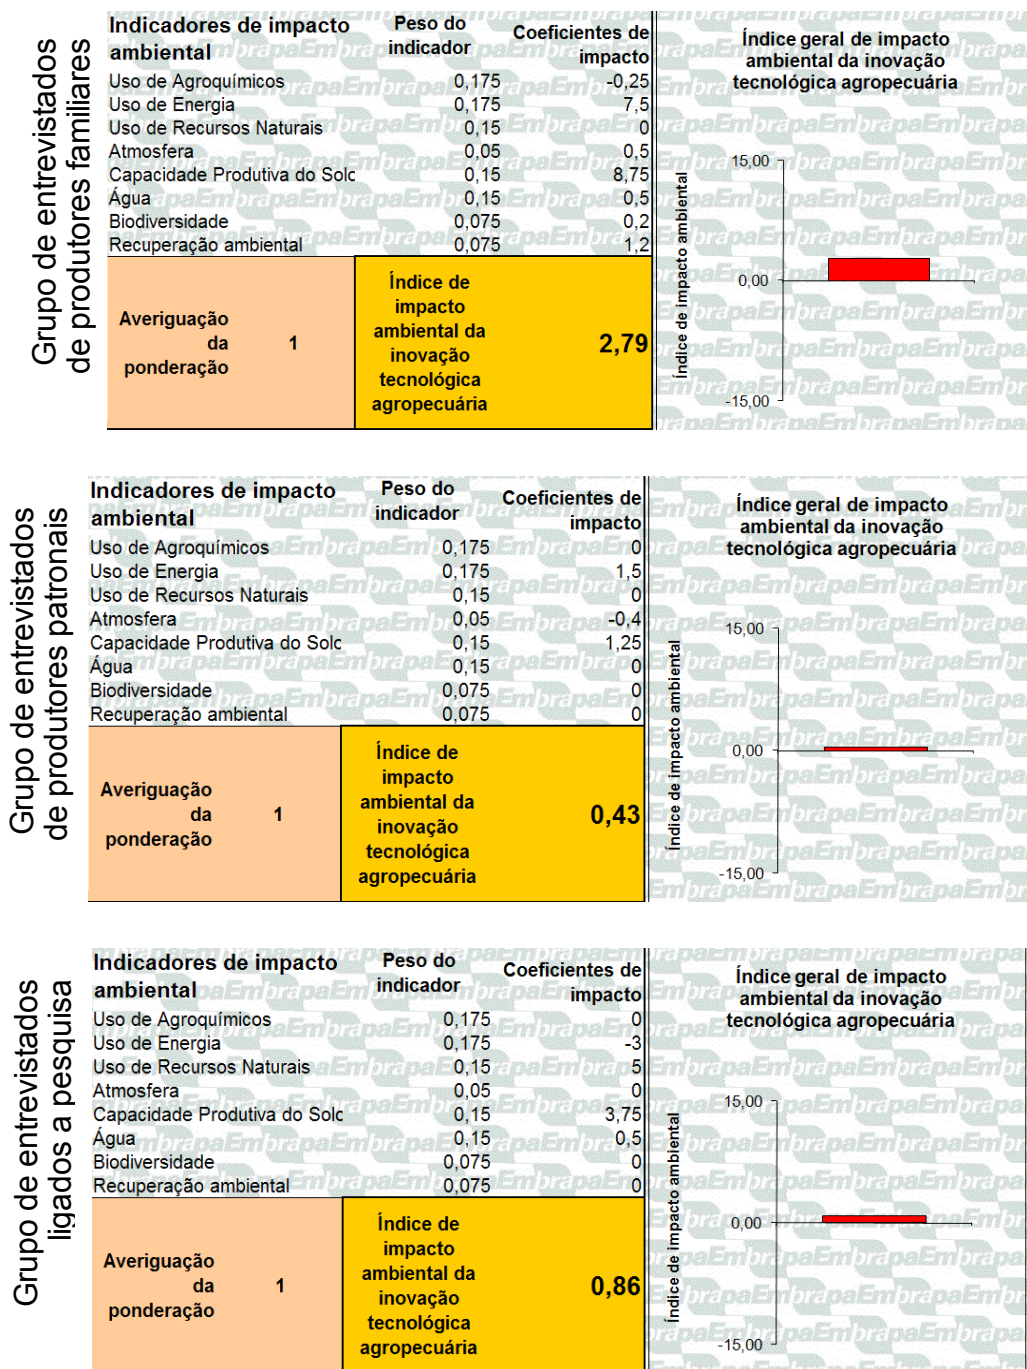 Grupo de entrevistados
de produtores familiares
Indicadores de impacto
ambiental
Peso do
indicador
Coeficientes de
impacto
Uso de Agroquímicos 0,175 -0,25
Uso de Energia 0,175 7,5
Uso de Recursos Naturais 0,15 0
Atmosfera 0,05 0,5
Capacidade Produtiva do Solo 0,15 8,75
Água 0,15 0,5
Biodiversidade 0,075 0,2
Recuperação ambiental 0,075 1,2
Averiguação
da
ponderação
1
Índice de
impacto
ambiental da
inovação
tecnológica
agropecuária
2,79
Índice geral de impacto
ambiental da inovação
tecnológica agropecuária
Índice de impacto ambiental
15,00
0,00
-15,00
Grupo de entrevistados
de produtores patronais
Indicadores de impacto
ambiental
Peso do
indicador
Coeficientes de
impacto
Uso de Agroquímicos 0,175 0
Uso de Energia 0,175 1,5
Uso de Recursos Naturais 0,15 0
Atmosfera 0,05 -0,4
Capacidade Produtiva do Solo 0,15 1,25
Água 0,15 0
Biodiversidade 0,075 0
Recuperação ambiental 0,075 0
Averiguação
da
ponderação
1
Índice de
impacto
ambiental da
inovação
tecnológica
agropecuária
0,43
Índice geral de impacto
ambiental da inovação
tecnológica agropecuária
Índice de impacto ambiental
15,00
0,00
-15,00
Grupo de entrevistados
ligados a pesquisa
Indicadores de impacto
ambiental
Peso do
indicador
Coeficientes de
impacto
Uso de Agroquímicos 0,175 0
Uso de Energia 0,175 -3
Uso de Recursos Naturais 0,15 5
Atmosfera 0,05 0
Capacidade Produtiva do Solo 0,15 3,75
Água 0,15 0,5
Biodiversidade 0,075 0
Recuperação ambiental 0,075 0
Averiguação
da
ponderação
1
Índice de
impacto
ambiental da
inovação
tecnológica
agropecuária
0,86
Índice geral de impacto
ambiental da inovação
tecnológica agropecuária
Índice de impacto ambiental
15,00
0,00
-15,00